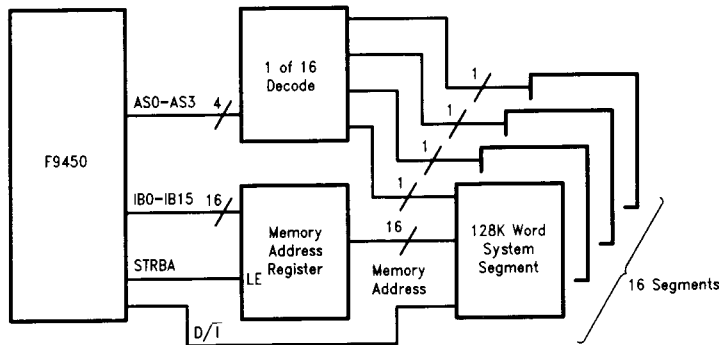 F9450
AS0-AS3
4
1 of 16
Decode
1
1
1
1
IB0-IB15
16
Memory
Address
Register
STRBA
LE
16
Memory
Address
128K Word
System
Segment
16 Segments
D/I̅